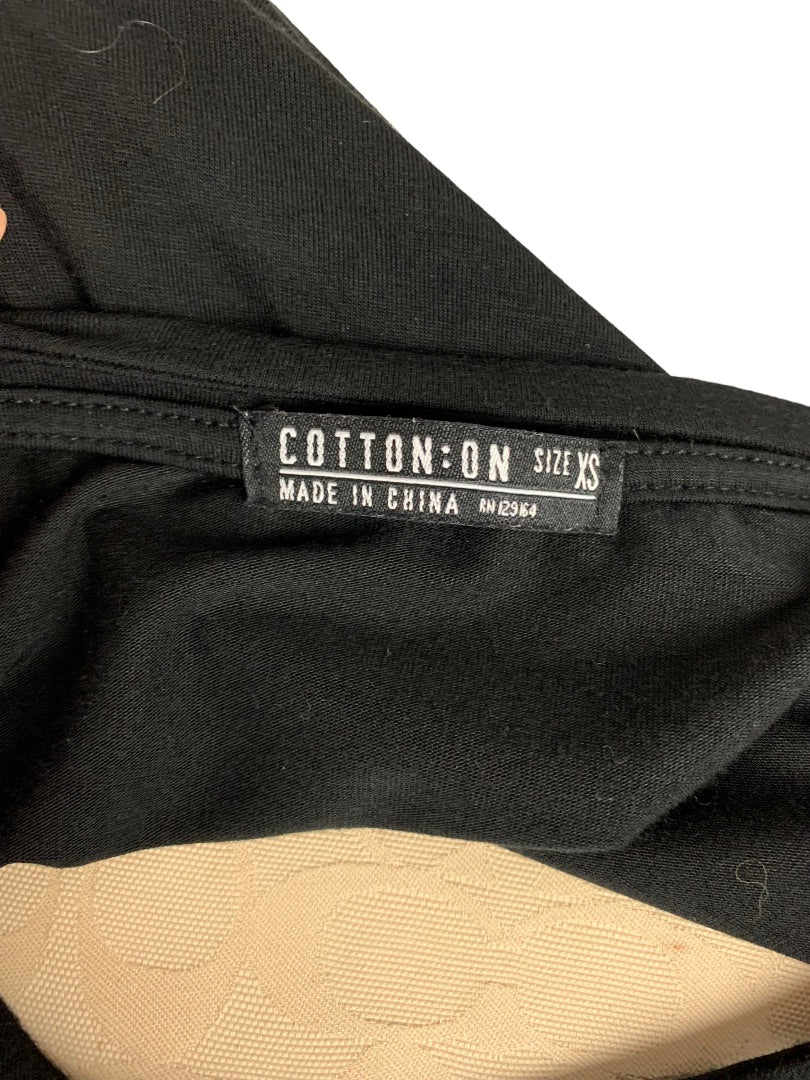 COTTON:ON SIZE XS
MADE IN CHINA RN 129164